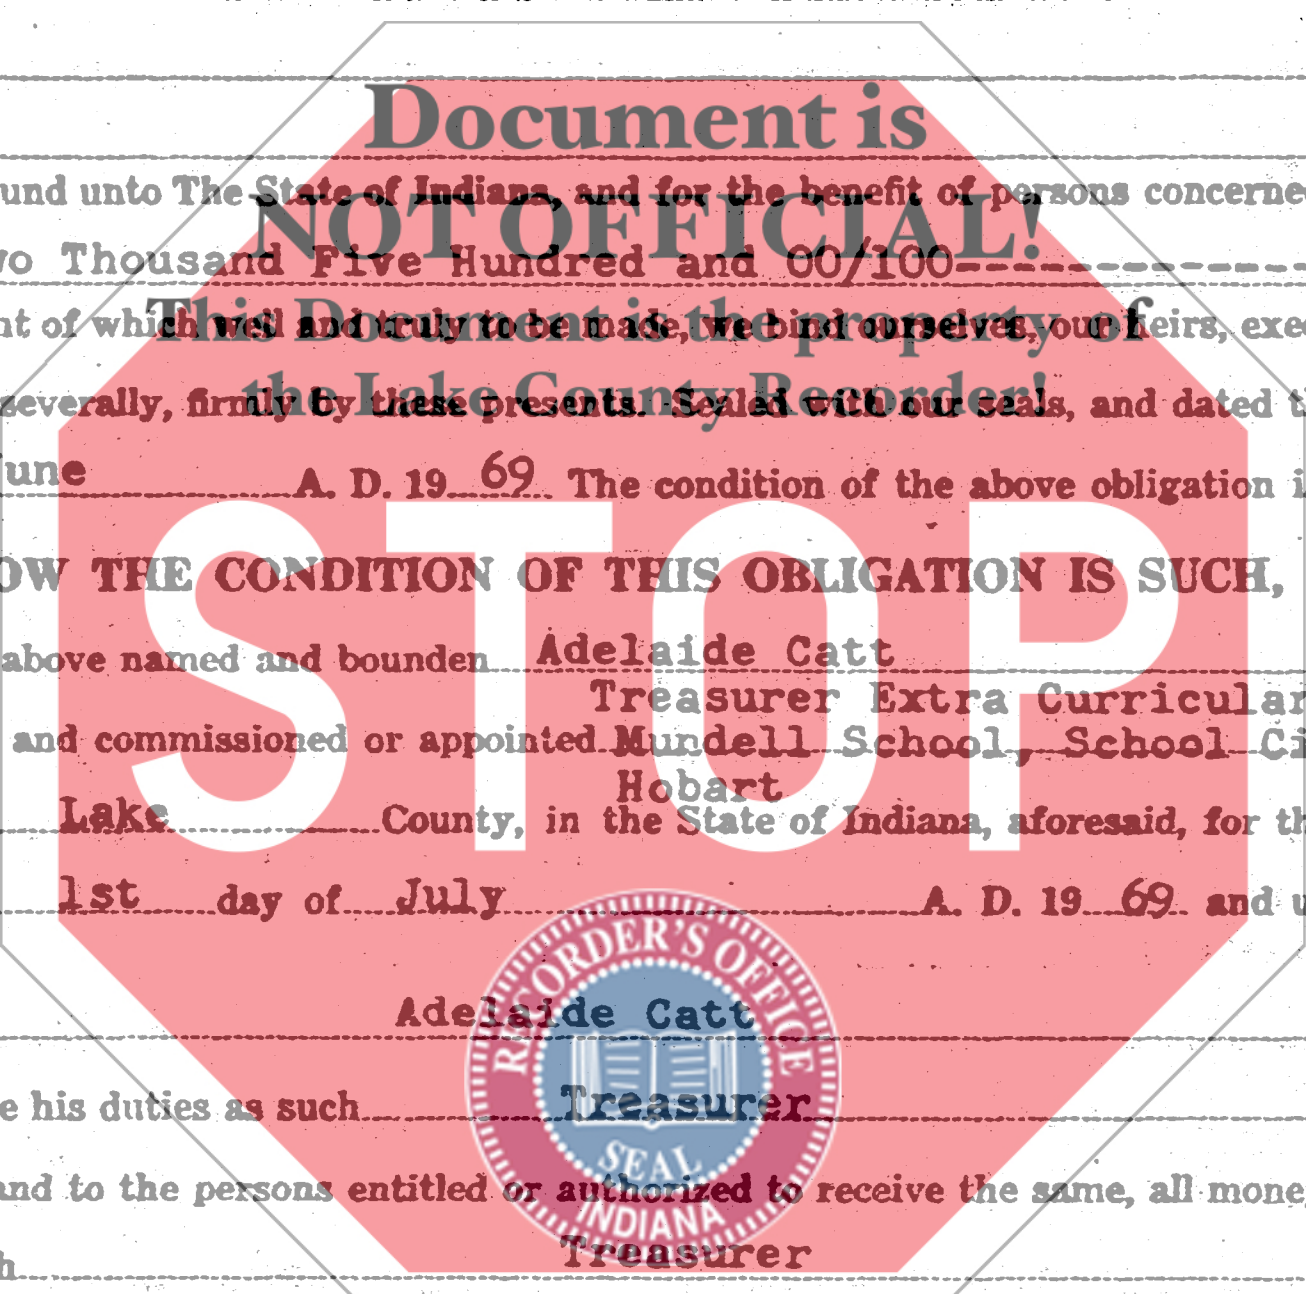 Document is
und unto The State of Indiana, and for the benefit of persons concerne
NOT OFFICIAL!
wo Thousand Five Hundred and 00/100--------------
This Document is the property of
nt of which well and truly to be made, we bind ourselves, our heirs, exe
the Lake County Recorder!
severally, firmly by these presents. Sealed with our seals, and dated t
June A. D. 19 69 The condition of the above obligation i
STOP
OW THE CONDITION OF THIS OBLIGATION IS SUCH,
above named and bounden Adelaide Catt
Treasurer Extra Curricular
and commissioned or appointed Mundell School, School Ci
Hobart
Lake County, in the State of Indiana, aforesaid, for th
1st day of July A. D. 19 69 and u
RECORDER'S OFFICE
Adelaide Catt
e his duties as such Treasurer
SEAL
and to the persons entitled or authorized to receive the same, all mone
INDIANA
h Treasurer